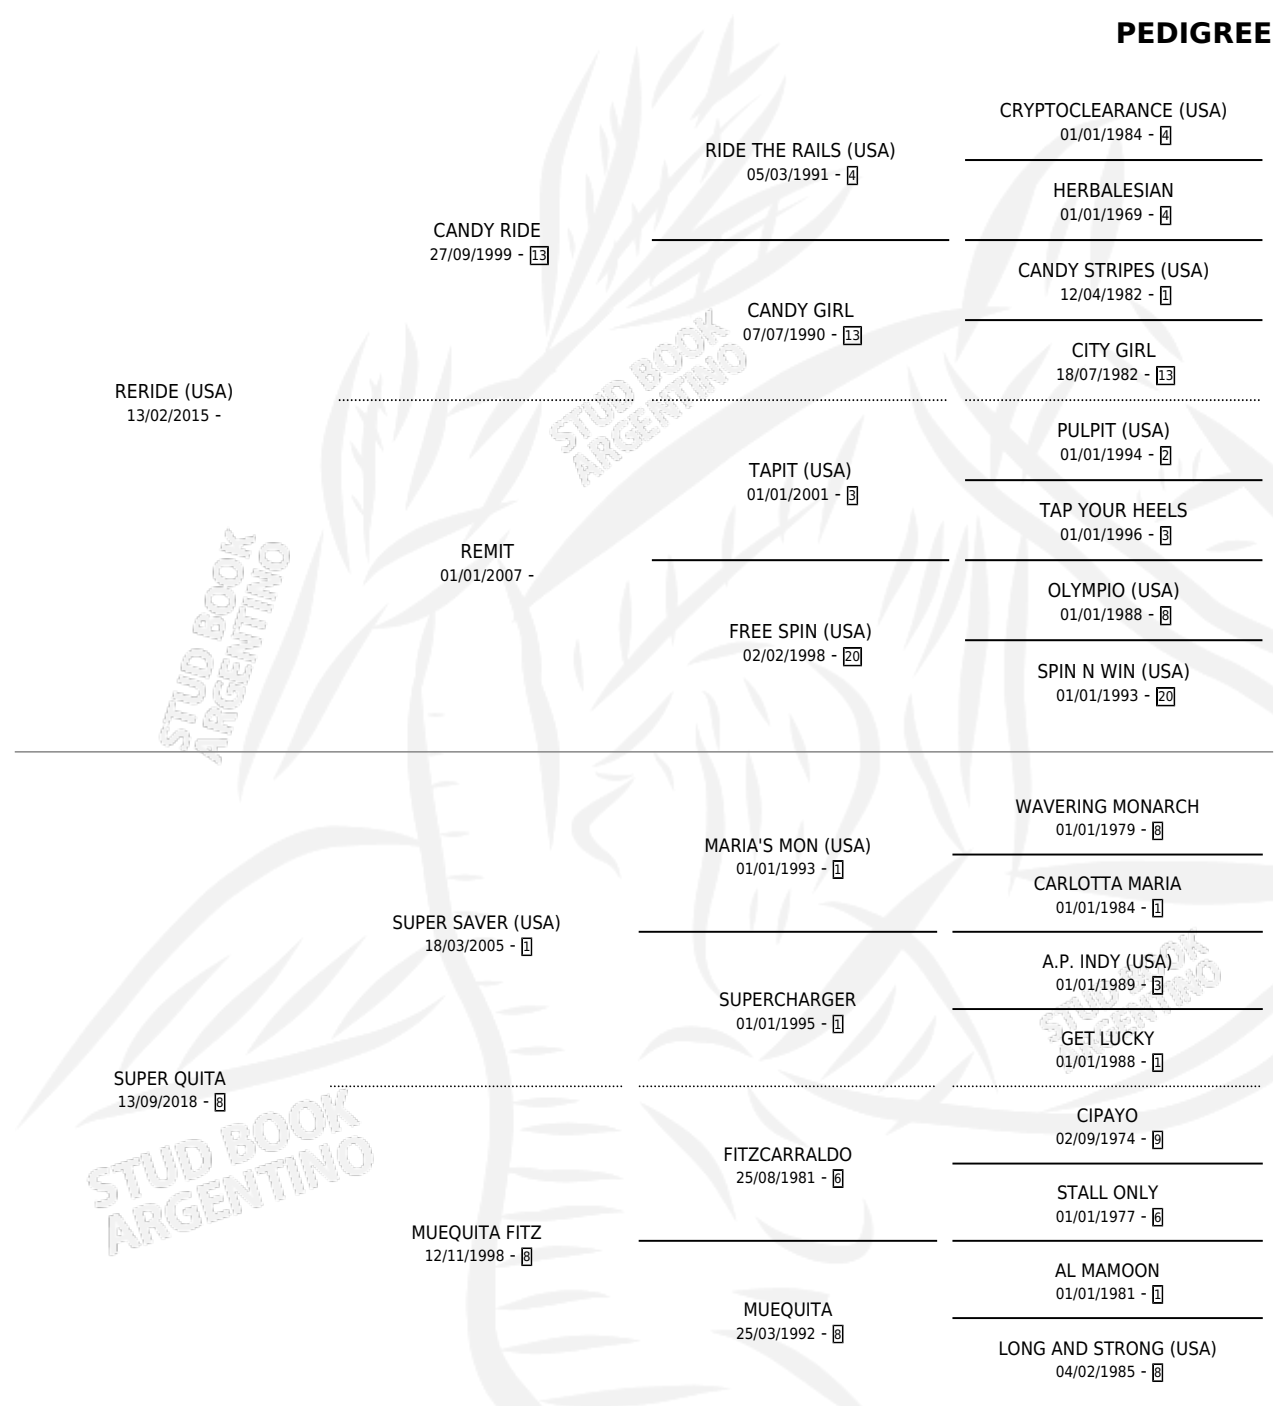 PEDIGREE
CRYPTOCLEARANCE (USA)
01/01/1984 - 4
RIDE THE RAILS (USA)
05/03/1991 - 4
HERBALESIAN
01/01/1969 - 4
CANDY RIDE
27/09/1999 - 13
CANDY STRIPES (USA)
12/04/1982 - 1
CANDY GIRL
07/07/1990 - 13
CITY GIRL
18/07/1982 - 13
RERIDE (USA)
13/02/2015 -
PULPIT (USA)
01/01/1994 - 2
TAPIT (USA)
01/01/2001 - 3
TAP YOUR HEELS
01/01/1996 - 3
REMIT
01/01/2007 -
OLYMPIO (USA)
01/01/1988 - 8
FREE SPIN (USA)
02/02/1998 - 20
SPIN N WIN (USA)
01/01/1993 - 20
WAVERING MONARCH
01/01/1979 - 8
MARIA'S MON (USA)
01/01/1993 - 1
CARLOTTA MARIA
01/01/1984 - 1
SUPER SAVER (USA)
18/03/2005 - 1
A.P. INDY (USA)
01/01/1989 - 3
SUPERCHARGER
01/01/1995 - 1
GET LUCKY
01/01/1988 - 1
SUPER QUITA
13/09/2018 - 8
CIPAYO
02/09/1974 - 9
FITZCARRALDO
25/08/1981 - 6
STALL ONLY
01/01/1977 - 6
MUEQUITA FITZ
12/11/1998 - 8
AL MAMOON
01/01/1981 - 1
MUEQUITA
25/03/1992 - 8
LONG AND STRONG (USA)
04/02/1985 - 8
STUD BOOK
ARGENTINO
STUD BOOK
ARGENTINO
STUD BOOK
ARGENTINO
STUD BOOK
ARGENTINO